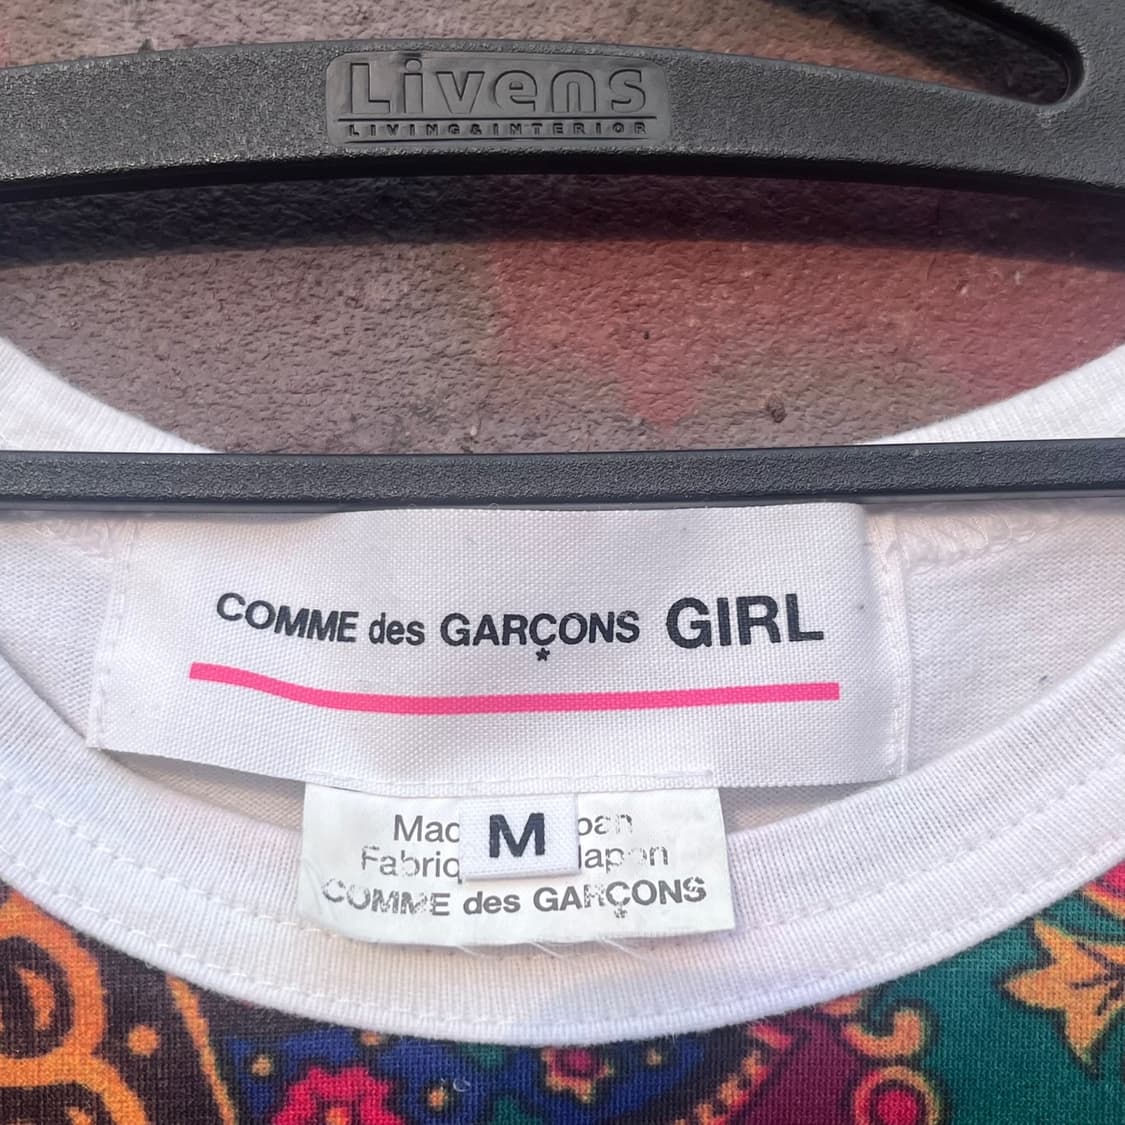 Livens
LIVING & INTERIOR
COMME des GARÇONS GIRL
M
COMME des GARÇONS